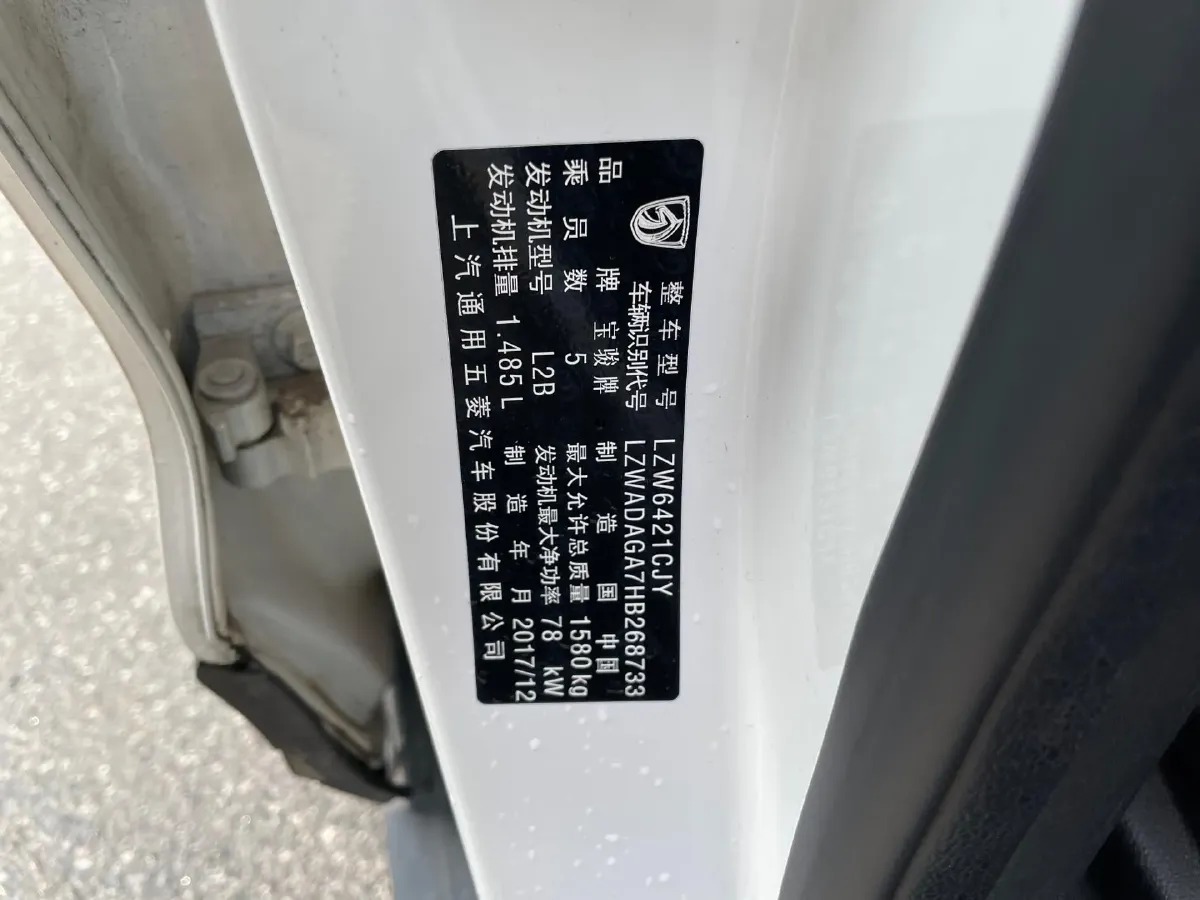 整车型号 LZW6421CJY
车辆识别代号 LZWADAGA7HB268733
品牌 宝骏牌 制造国 中国
乘员数 5 最大允许总质量 1580kg
发动机型号 L2B 发动机最大净功率 78 kW
发动机排量 1.485L 制造年月 2017/12
上汽通用五菱汽车股份有限公司